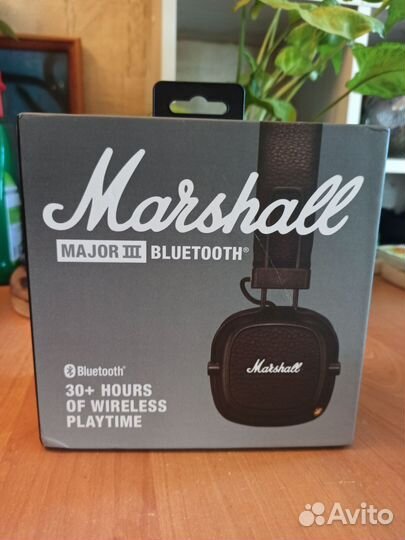 Marshall
MAJOR III BLUETOOTH®
Marshall
Bluetooth®
30+ HOURS
OF WIRELESS
PLAYTIME
Avito